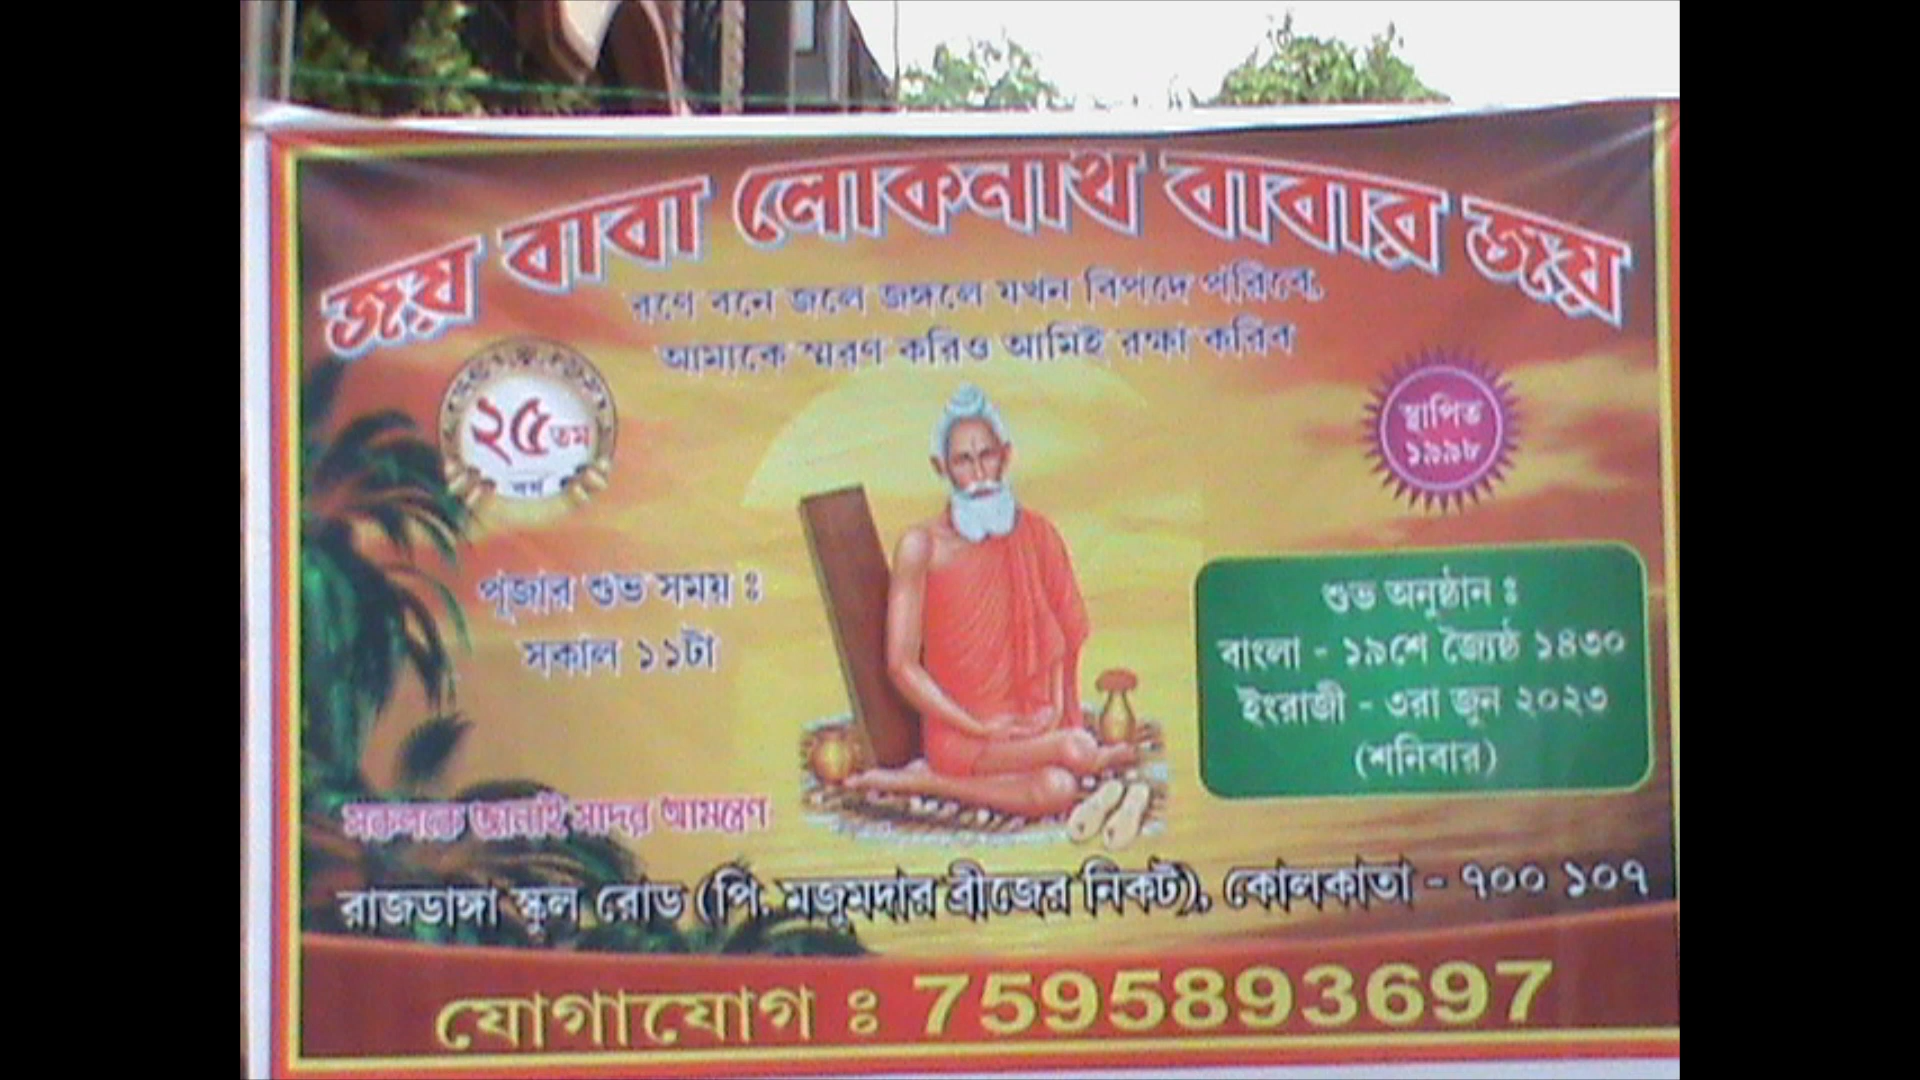 জয় বাবা লোকনাথ বাবার জয়
রণে বনে জলে জঙ্গলে যখন বিপদে পরিবে,
আমাকে স্মরণ করিও আমিই রক্ষা করিব
২৫তম
বর্ষ
স্থাপিত
১৯৯৮
পূজার শুভ সময় ঃ
সকাল ১১টা
শুভ অনুষ্ঠান ঃ
বাংলা - ১৯শে জ্যৈষ্ঠ ১৪৩০
ইংরাজী - ৩রা জুন ২০২৩
(শনিবার)
সকলকে জানাই সাদর আমন্ত্রণ
রাজডাঙ্গা স্কুল রোড (পি. মজুমদার ব্রীজের নিকট), কোলকাতা - ৭০০ ১০৭
যোগাযোগ ঃ 7595893697